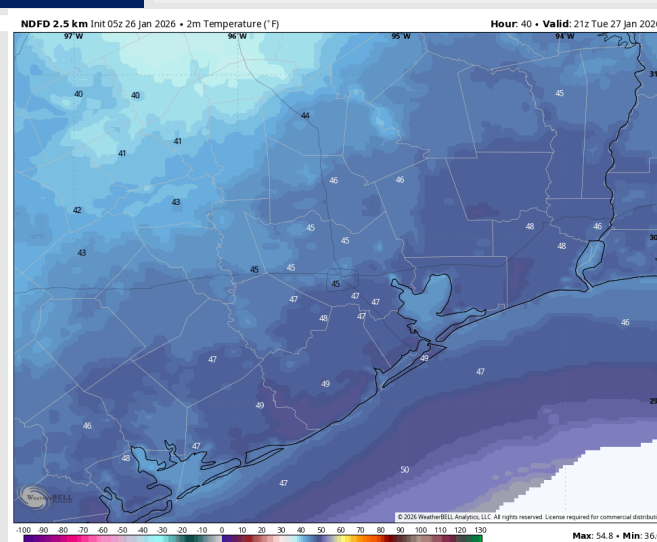 NDFD 2.5 km Init 05z 26 Jan 2026 • 2m Temperature (°F)
Hour: 40 • Valid: 21z Tue 27 Jan 2026
97°W 96°W 95°W 94°W
31
40 40 45
44
41
41
46 46
43
42
45 48 46
45 48 30
43
45 45
45
47 47 47
48 47
46
49
47 47
49
49 29
46
47
48
50
47
WEATHERBELL
© 2026 WeatherBELL Analytics, LLC. All rights reserved. License required for commercial distributi
-100 -90 -80 -70 -60 -50 -40 -30 -20 -10 0 10 20 30 40 50 60 70 80 90 100 110 120 130
Max: 54.8 • Min: 36.